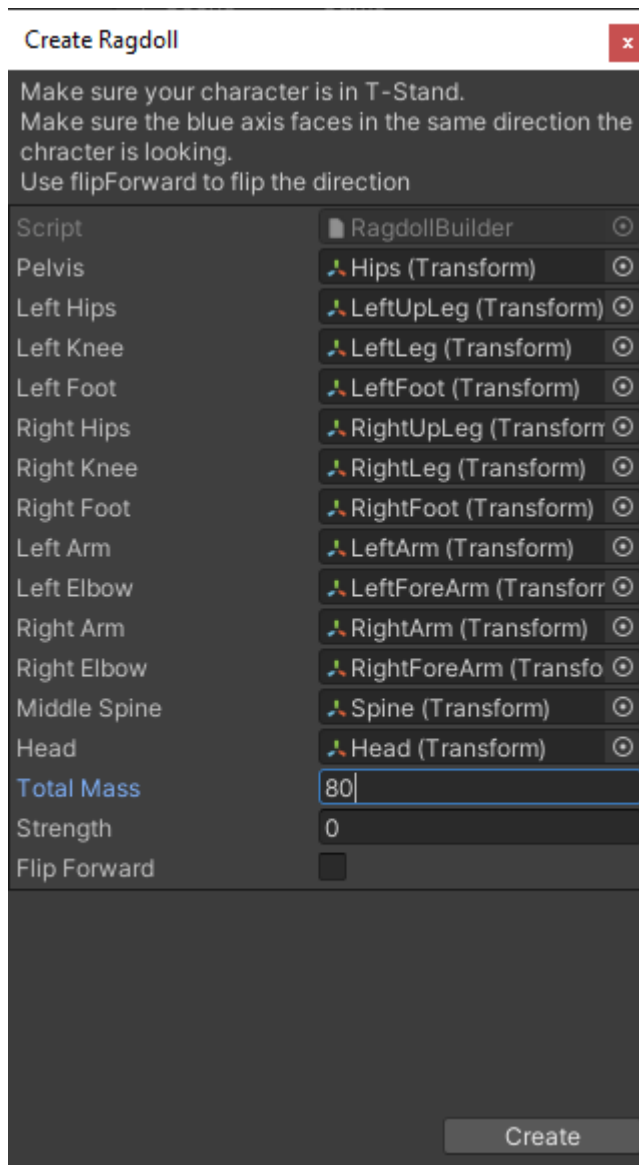 Create Ragdoll
x
Make sure your character is in T-Stand.
Make sure the blue axis faces in the same direction the
chracter is looking.
Use flipForward to flip the direction
Script RagdollBuilder
Pelvis Hips (Transform)
Left Hips LeftUpLeg (Transform)
Left Knee LeftLeg (Transform)
Left Foot LeftFoot (Transform)
Right Hips RightUpLeg (Transform
Right Knee RightLeg (Transform)
Right Foot RightFoot (Transform)
Left Arm LeftArm (Transform)
Left Elbow LeftForeArm (Transforr
Right Arm RightArm (Transform)
Right Elbow RightForeArm (Transfo
Middle Spine Spine (Transform)
Head Head (Transform)
Total Mass 80
Strength 0
Flip Forward
Create